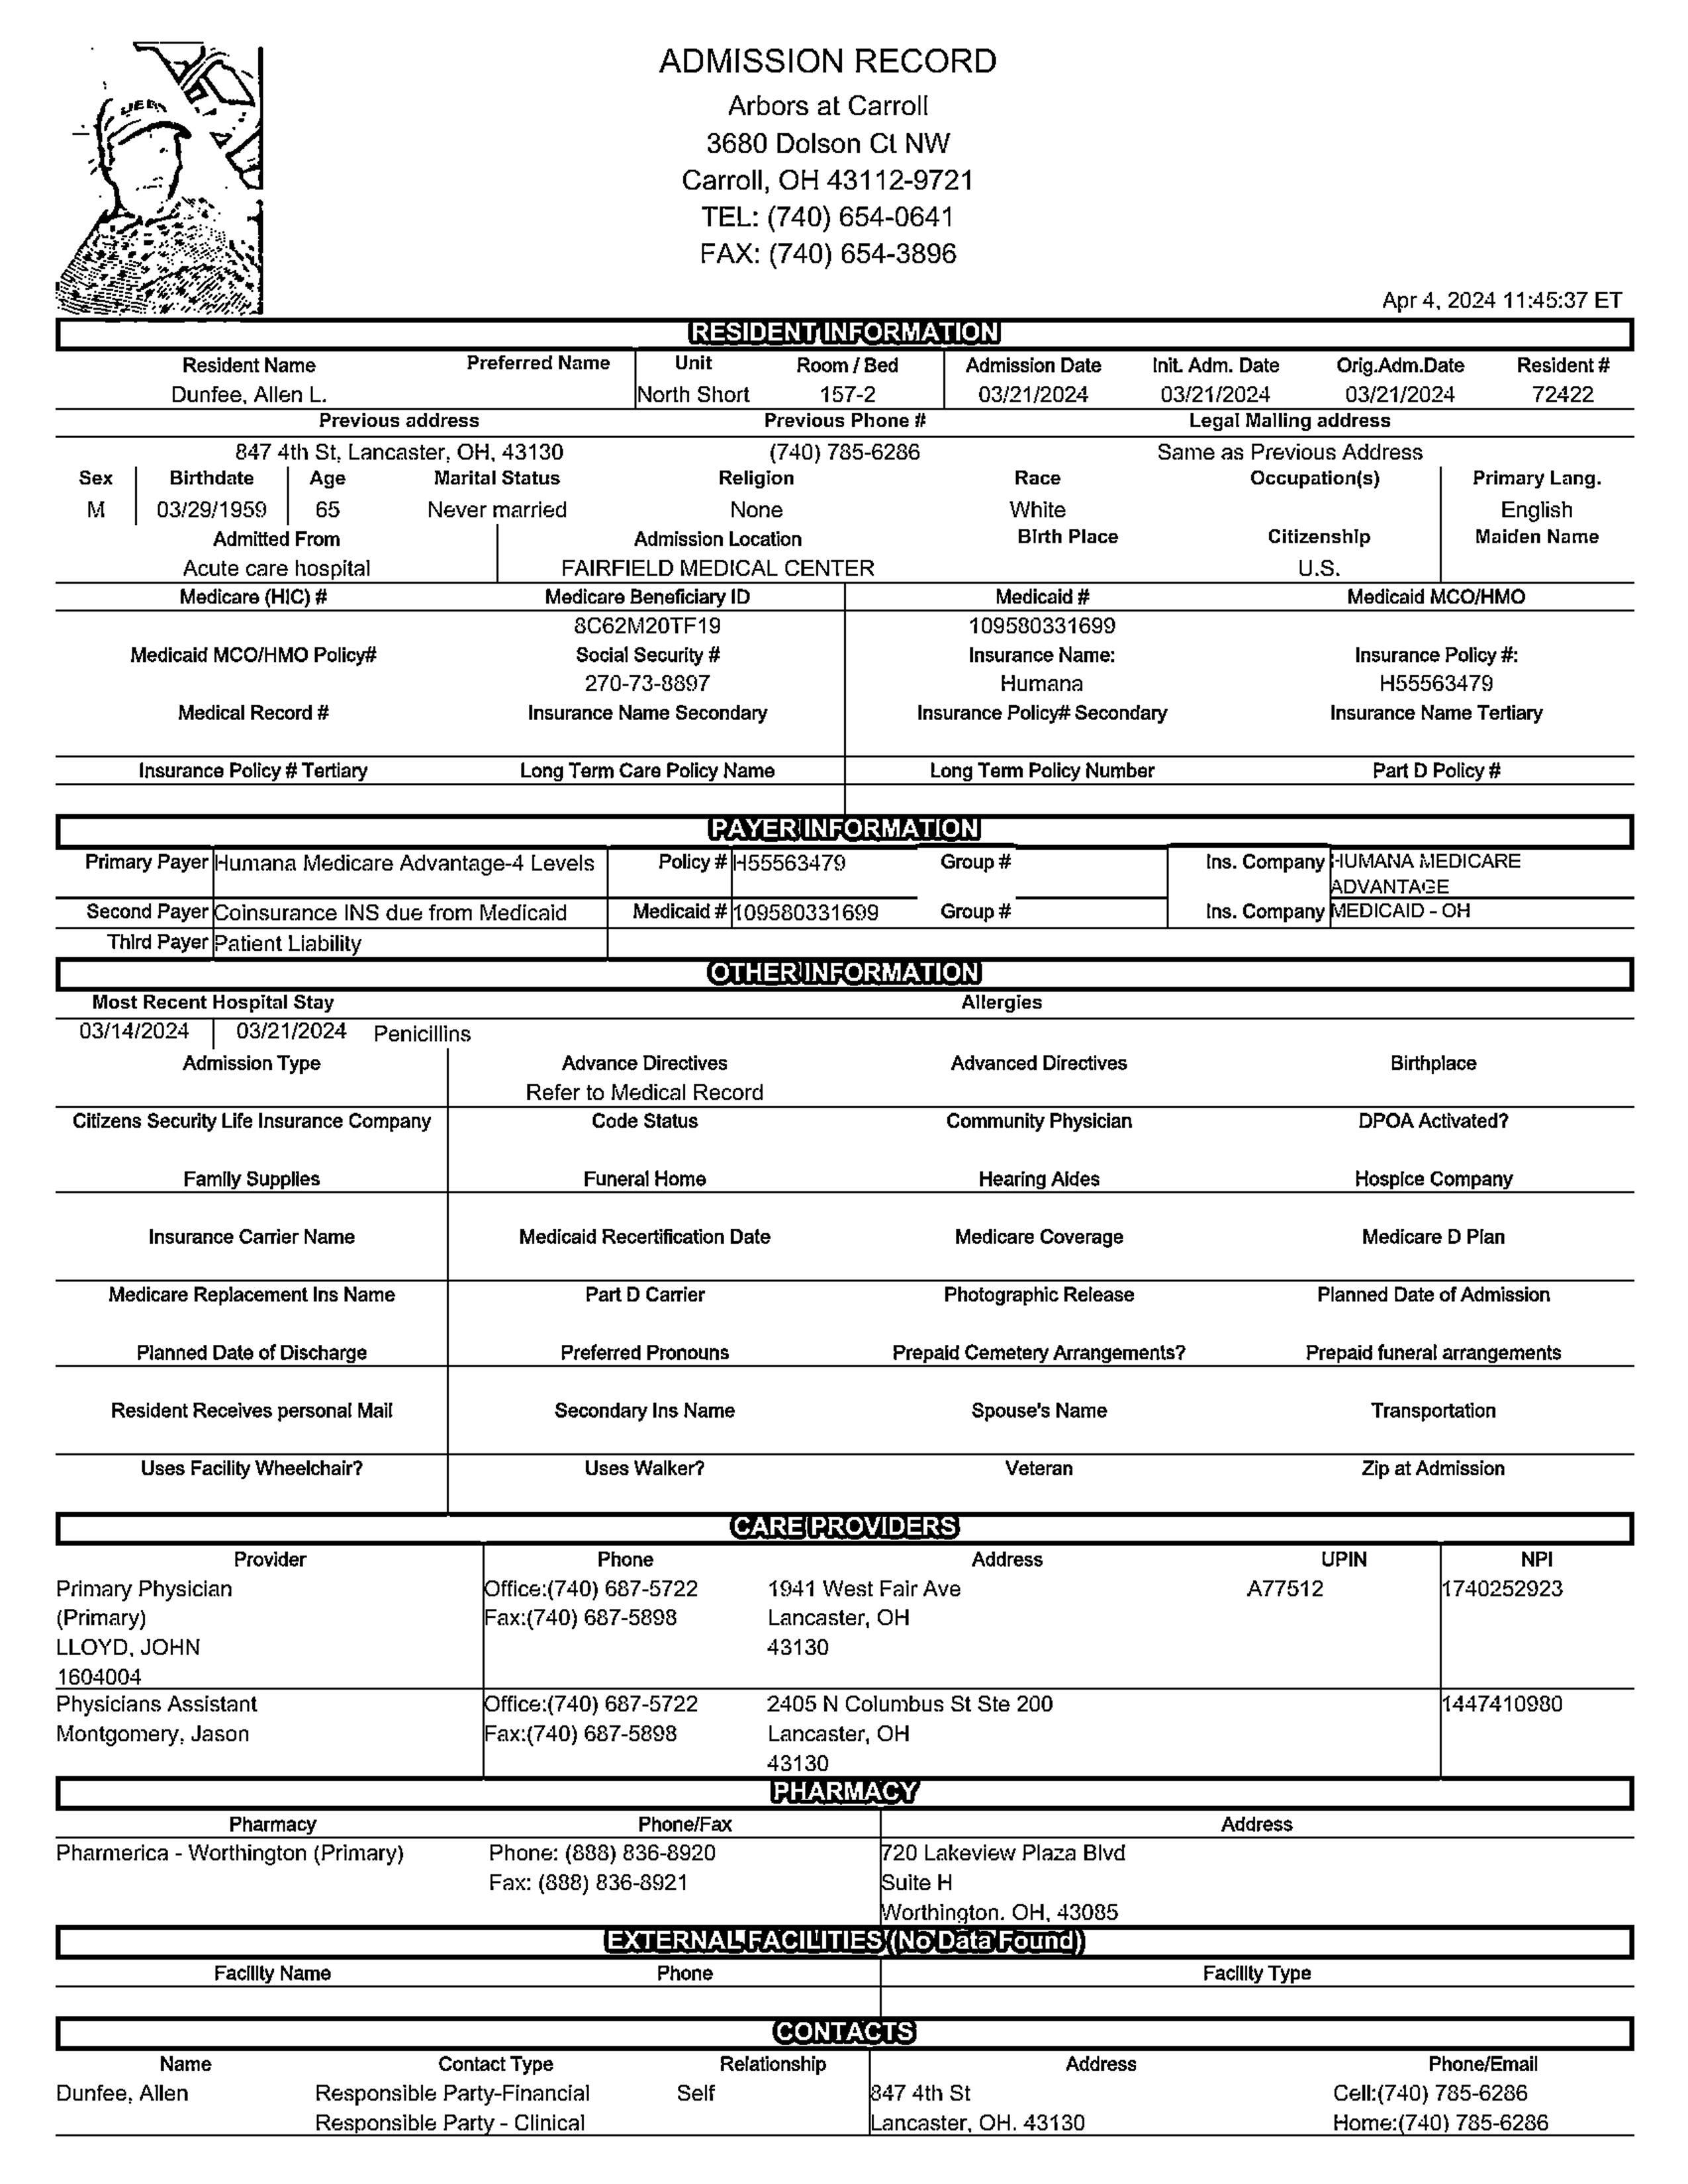 ADMISSION RECORD
Arbors at Carroll
3680 Dolson Ct NW
Carroll, OH 43112-9721
TEL: (740) 654-0641
FAX: (740) 654-3896
Apr 4, 2024 11:45:37 ET
RESIDENT INFORMATION
Resident Name Preferred Name Unit Room / Bed Admission Date Init. Adm. Date Orig.Adm.Date Resident #
Dunfee, Allen L. North Short 157-2 03/21/2024 03/21/2024 03/21/2024 72422
Previous address Previous Phone # Legal Mailing address
847 4th St, Lancaster, OH, 43130 (740) 785-6286 Same as Previous Address
Sex Birthdate Age Marital Status Religion Race Occupation(s) Primary Lang.
M 03/29/1959 65 Never married None White English
Admitted From Admission Location Birth Place Citizenship Maiden Name
Acute care hospital FAIRFIELD MEDICAL CENTER U.S.
Medicare (HIC) # Medicare Beneficiary ID Medicaid # Medicaid MCO/HMO
8C62M20TF19 109580331699
Medicaid MCO/HMO Policy# Social Security # Insurance Name: Insurance Policy #:
270-73-8897 Humana H55563479
Medical Record # Insurance Name Secondary Insurance Policy# Secondary Insurance Name Tertiary
Insurance Policy # Tertiary Long Term Care Policy Name Long Term Policy Number Part D Policy #
PAYER INFORMATION
Primary Payer Humana Medicare Advantage-4 Levels Policy # H55563479 Group # Ins. Company HUMANA MEDICARE
ADVANTAGE
Second Payer Coinsurance INS due from Medicaid Medicaid # 109580331699 Group # Ins. Company MEDICAID - OH
Third Payer Patient Liability
OTHER INFORMATION
Most Recent Hospital Stay Allergies
03/14/2024 03/21/2024 Penicillins
Admission Type Advance Directives Advanced Directives Birthplace
Refer to Medical Record
Citizens Security Life Insurance Company Code Status Community Physician DPOA Activated?
Family Supplies Funeral Home Hearing Aides Hospice Company
Insurance Carrier Name Medicaid Recertification Date Medicare Coverage Medicare D Plan
Medicare Replacement Ins Name Part D Carrier Photographic Release Planned Date of Admission
Planned Date of Discharge Preferred Pronouns Prepaid Cemetery Arrangements? Prepaid funeral arrangements
Resident Receives personal Mail Secondary Ins Name Spouse's Name Transportation
Uses Facility Wheelchair? Uses Walker? Veteran Zip at Admission
CARE PROVIDERS
Provider Phone Address UPIN NPI
Primary Physician Office:(740) 687-5722 1941 West Fair Ave A77512 1740252923
(Primary) Fax:(740) 687-5898 Lancaster, OH
LLOYD, JOHN 43130
1604004
Physicians Assistant Office:(740) 687-5722 2405 N Columbus St Ste 200 1447410980
Montgomery, Jason Fax:(740) 687-5898 Lancaster, OH
43130
PHARMACY
Pharmacy Phone/Fax Address
Pharmerica - Worthington (Primary) Phone: (888) 836-8920 720 Lakeview Plaza Blvd
Fax: (888) 836-8921 Suite H
Worthington, OH, 43085
EXTERNAL FACILITIES (No Data Found)
Facility Name Phone Facility Type
CONTACTS
Name Contact Type Relationship Address Phone/Email
Dunfee, Allen Responsible Party-Financial Self 847 4th St Cell:(740) 785-6286
Responsible Party - Clinical Lancaster, OH, 43130 Home:(740) 785-6286